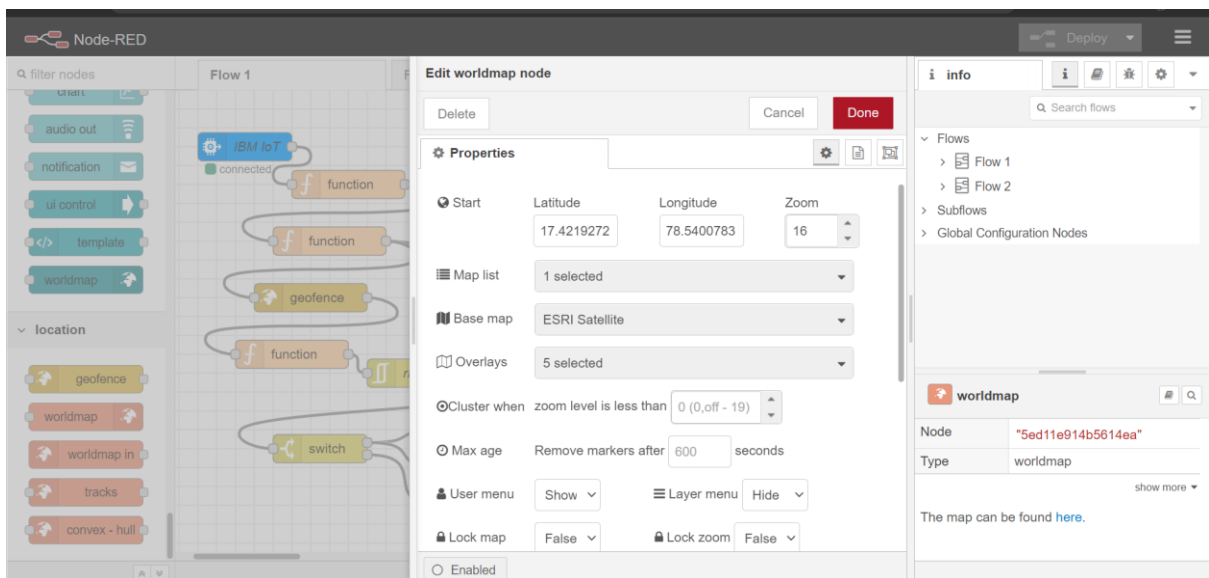 Node-RED
Deploy
filter nodes
chart
audio out
notification
ui control
</> template
worldmap
location
geofence
worldmap
worldmap in
tracks
convex - hull
Flow 1
IBM IoT
connected
function
function
geofence
function
switch
Edit worldmap node
Delete
Cancel
Done
Properties
Start
Latitude
Longitude
Zoom
17.4219272
78.5400783
16
Map list
1 selected
Base map
ESRI Satellite
Overlays
5 selected
Cluster when zoom level is less than 0 (0,off - 19)
Max age Remove markers after 600 seconds
User menu Show
Layer menu Hide
Lock map False
Lock zoom False
Enabled
i info
i
Search flows
Flows
Flow 1
Flow 2
Subflows
Global Configuration Nodes
worldmap
Node "5ed11e914b5614ea"
Type worldmap
show more
The map can be found here.